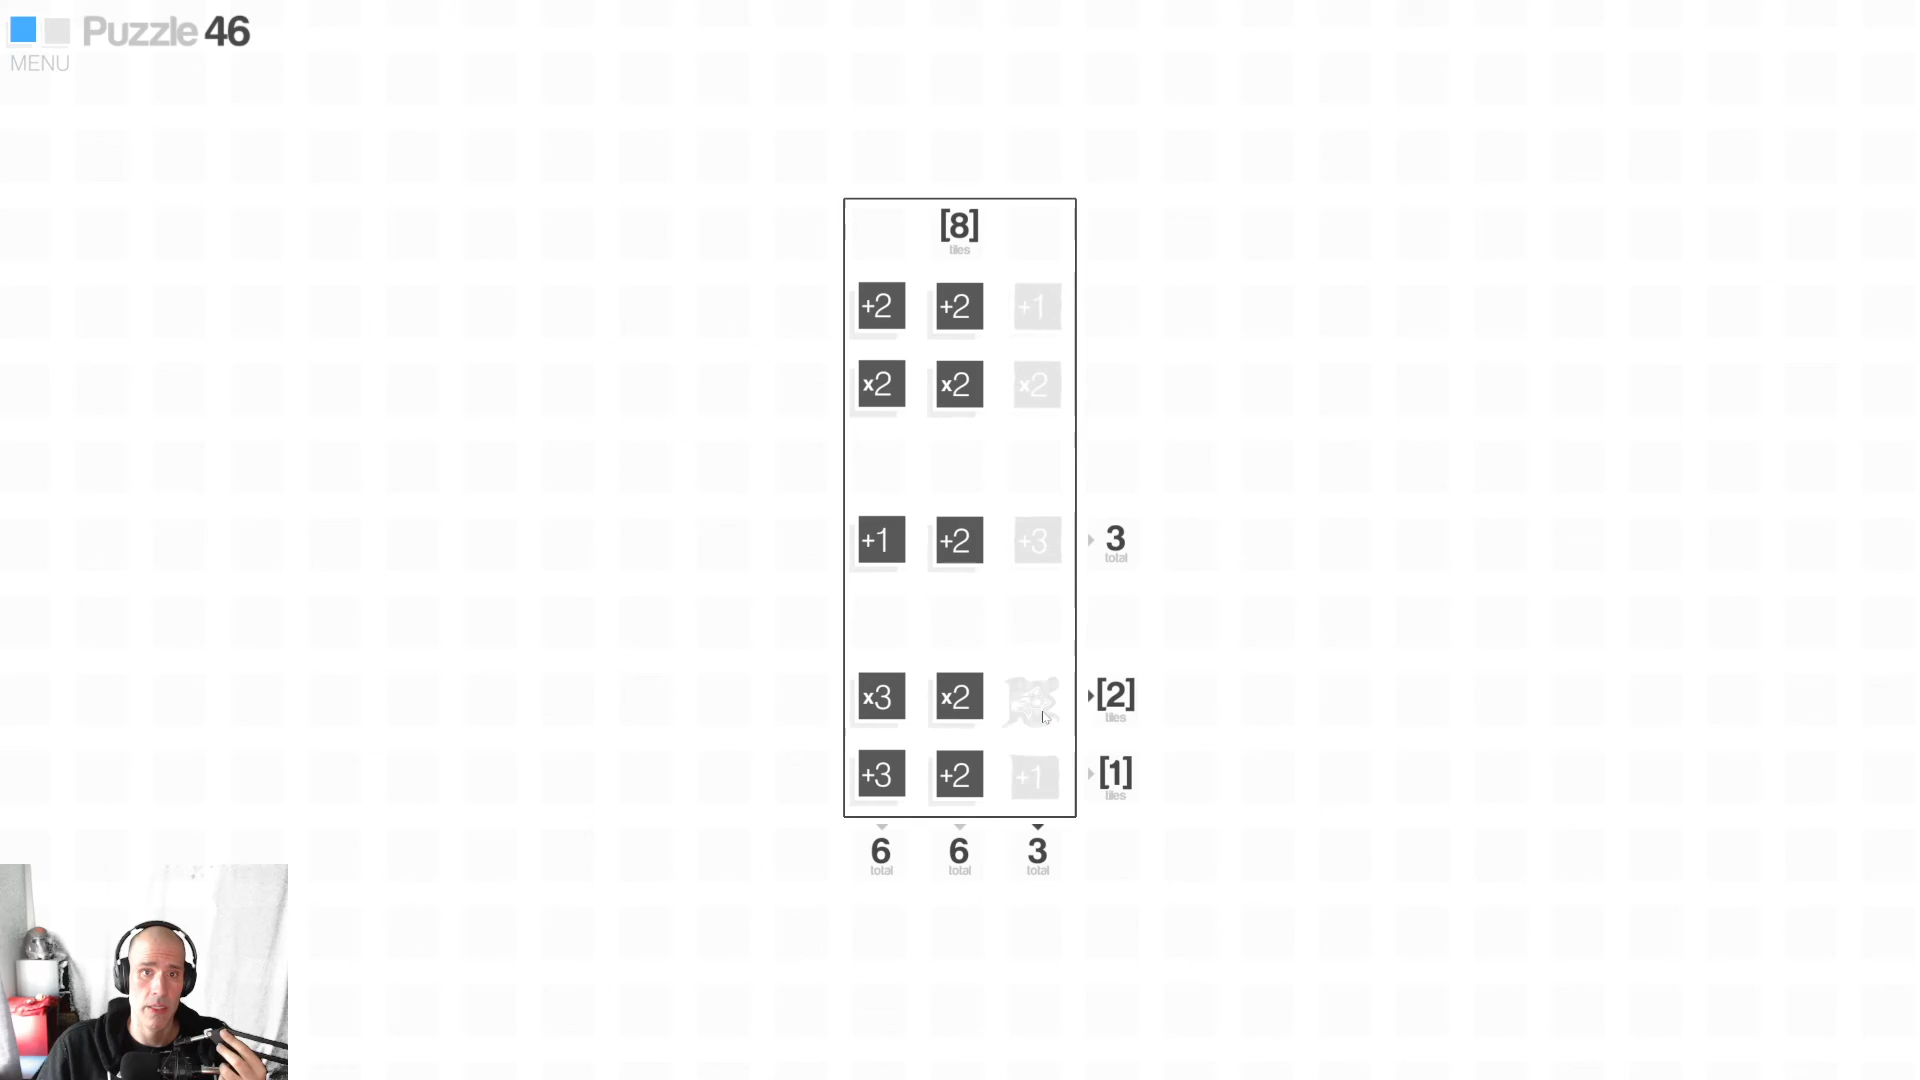 Puzzle 46
MENU
[8]
tiles
+2 +2 +1
x2 x2 x2
+1 +2 +3
3
total
x3 x2
[2]
tiles
+3 +2 +1
[1]
tiles
6 6 3
total total total